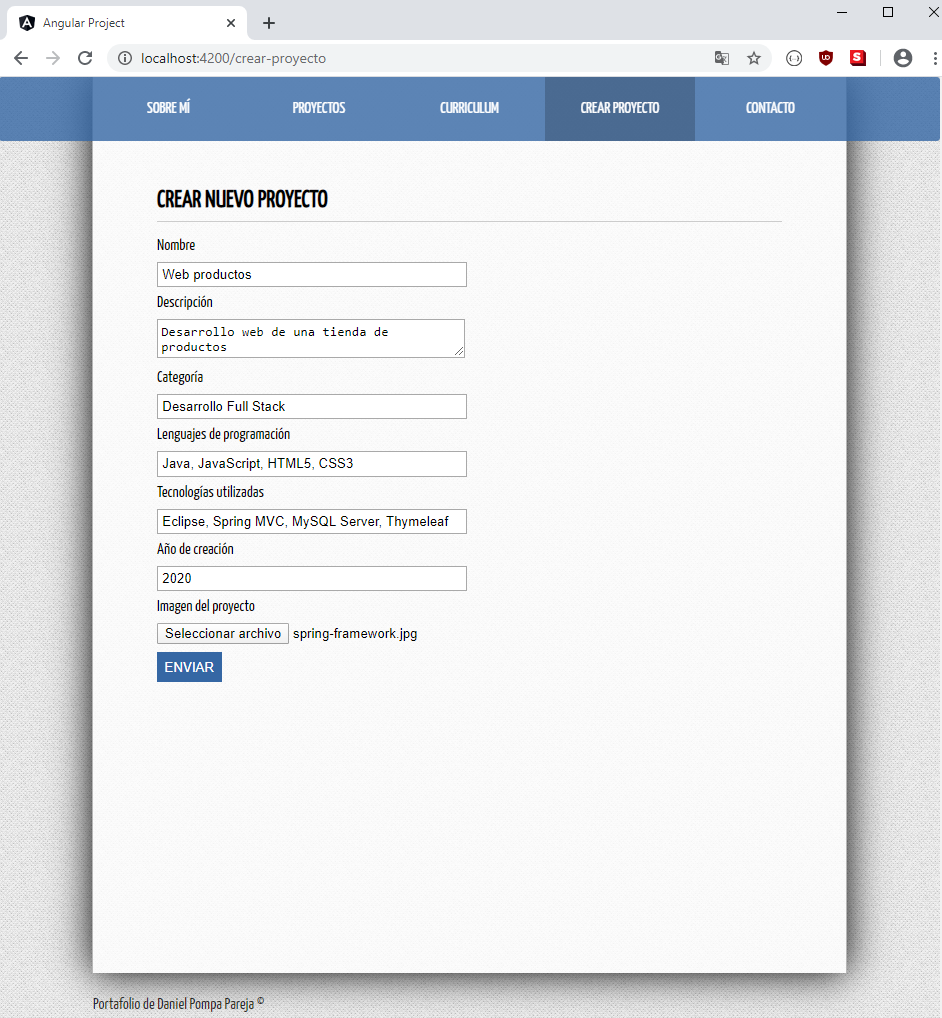 Angular Project
localhost:4200/crear-proyecto
SOBRE MÍ PROYECTOS CURRICULUM CREAR PROYECTO CONTACTO
CREAR NUEVO PROYECTO
Nombre
Web productos
Descripción
Desarrollo web de una tienda de
productos
Categoría
Desarrollo Full Stack
Lenguajes de programación
Java, JavaScript, HTML5, CSS3
Tecnologías utilizadas
Eclipse, Spring MVC, MySQL Server, Thymeleaf
Año de creación
2020
Imagen del proyecto
Seleccionar archivo spring-framework.jpg
ENVIAR
Portafolio de Daniel Pompa Pareja ©